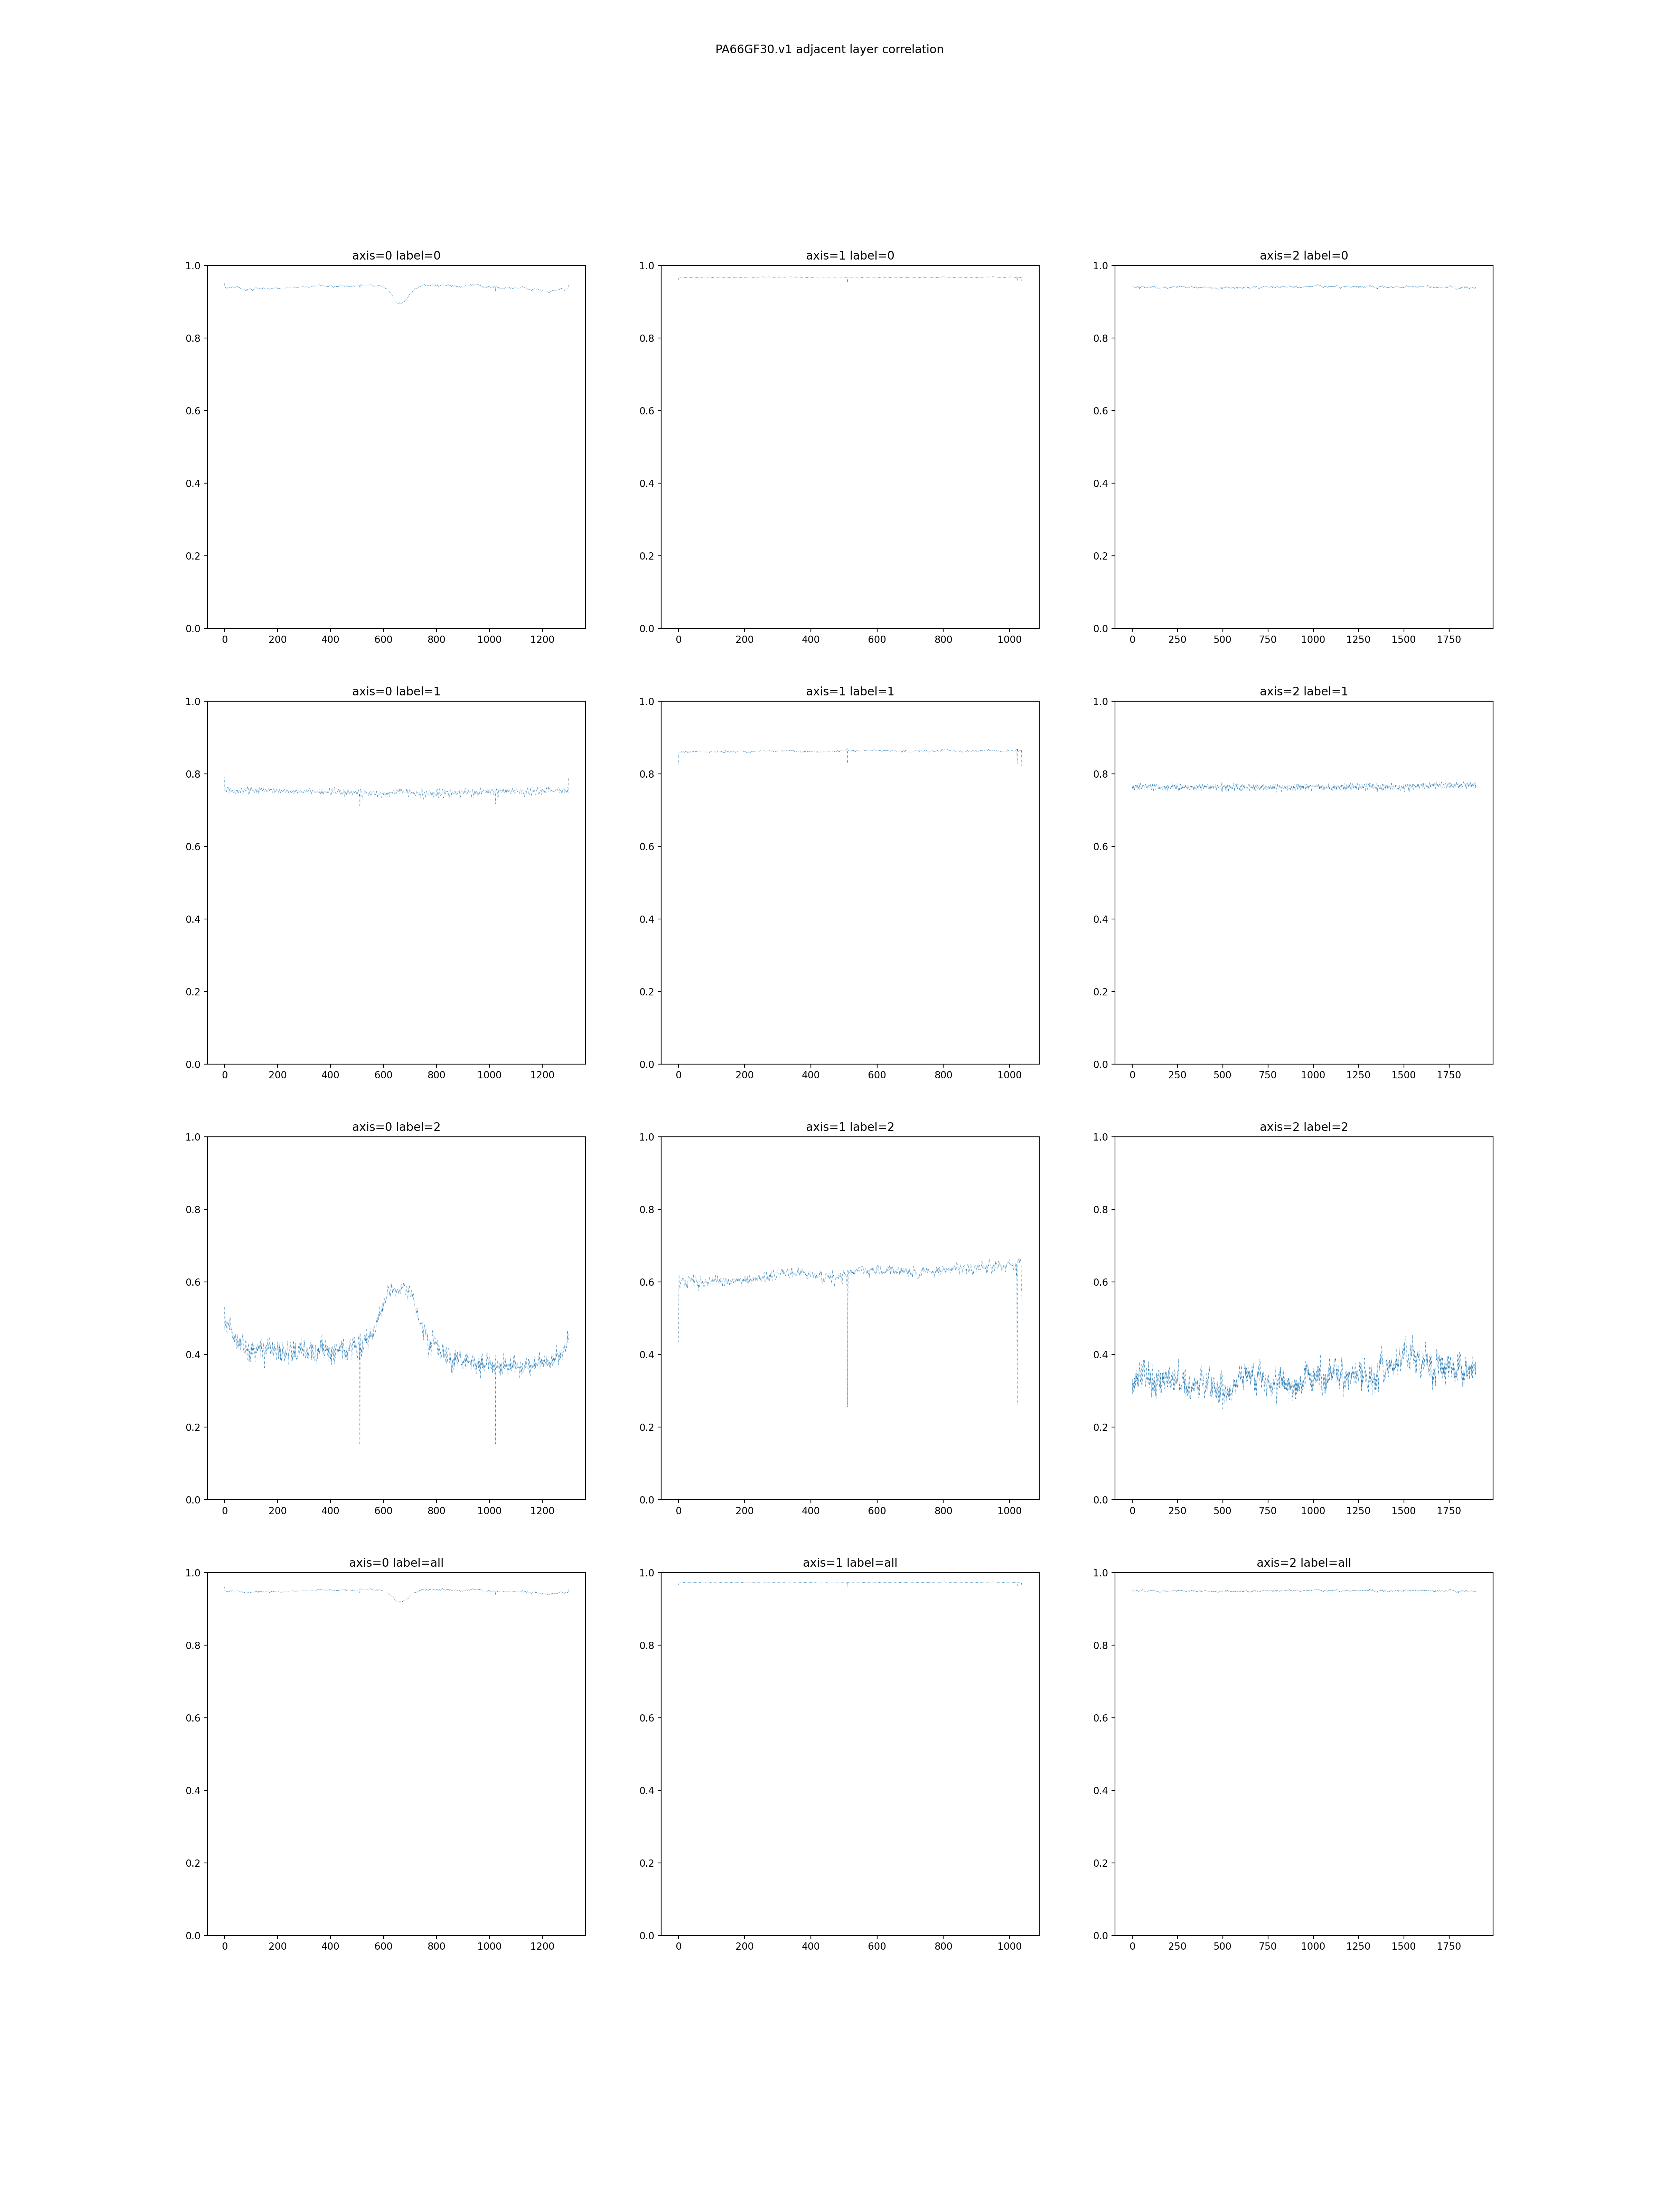 PA66GF30.v1 adjacent layer correlation
axis=0 label=0
axis=1 label=0
axis=2 label=0
1.0
0.8
0.6
0.4
0.2
0.0
0 200 400 600 800 1000 1200
1.0
0.8
0.6
0.4
0.2
0.0
0 200 400 600 800 1000
1.0
0.8
0.6
0.4
0.2
0.0
0 250 500 750 1000 1250 1500 1750
axis=0 label=1
axis=1 label=1
axis=2 label=1
1.0
0.8
0.6
0.4
0.2
0.0
0 200 400 600 800 1000 1200
1.0
0.8
0.6
0.4
0.2
0.0
0 200 400 600 800 1000
1.0
0.8
0.6
0.4
0.2
0.0
0 250 500 750 1000 1250 1500 1750
axis=0 label=2
axis=1 label=2
axis=2 label=2
1.0
0.8
0.6
0.4
0.2
0.0
0 200 400 600 800 1000 1200
1.0
0.8
0.6
0.4
0.2
0.0
0 200 400 600 800 1000
1.0
0.8
0.6
0.4
0.2
0.0
0 250 500 750 1000 1250 1500 1750
axis=0 label=all
axis=1 label=all
axis=2 label=all
1.0
0.8
0.6
0.4
0.2
0.0
0 200 400 600 800 1000 1200
1.0
0.8
0.6
0.4
0.2
0.0
0 200 400 600 800 1000
1.0
0.8
0.6
0.4
0.2
0.0
0 250 500 750 1000 1250 1500 1750